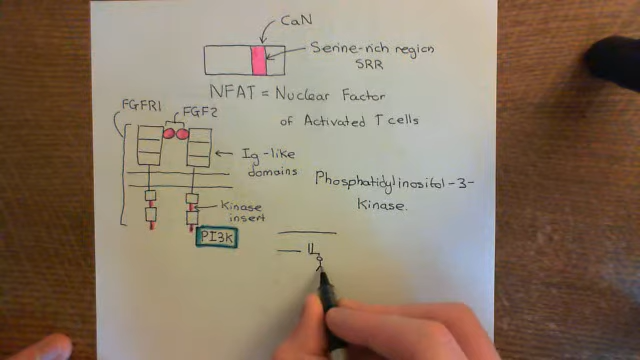 CaN
Serine-rich region
SRR
NFAT = Nuclear Factor
of Activated T cells
FGFR1
FGF2
Ig-like
domains
Phosphatidylinositol-3-
Kinase.
Kinase
insert
PI3K